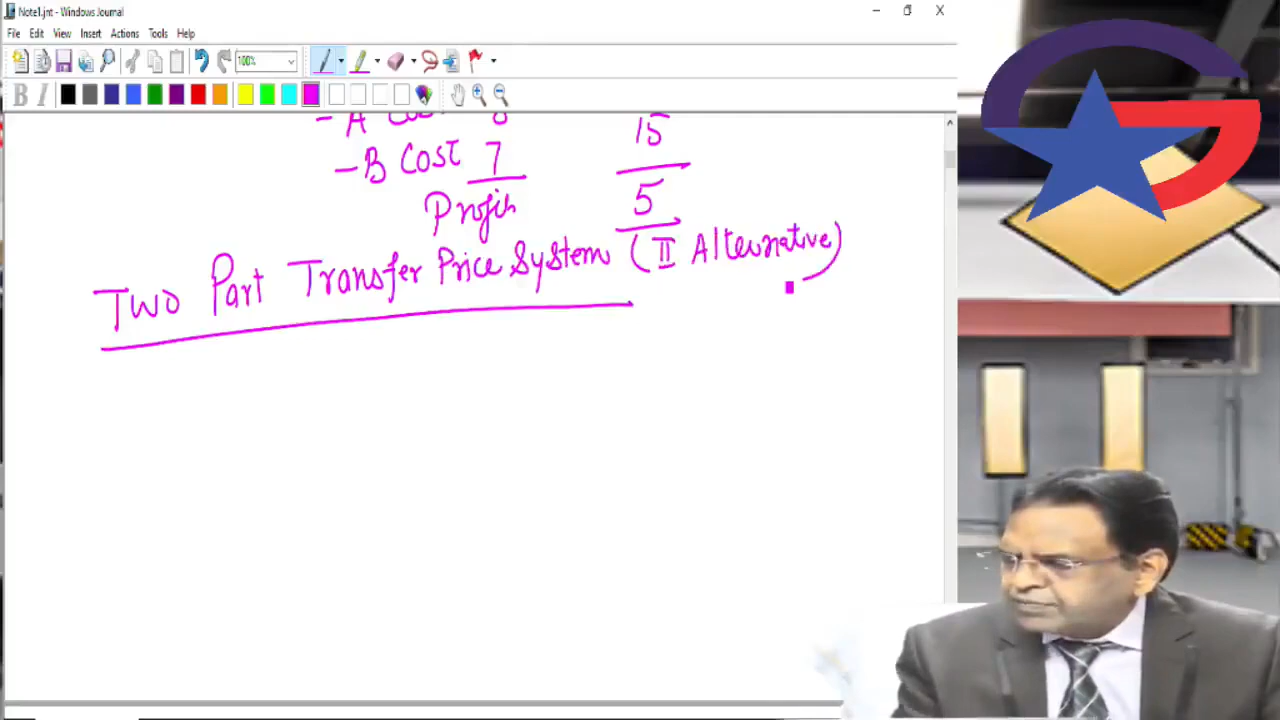 Note1.jnt - Windows Journal
File Edit View Insert Actions Tools Help
100%
B I
- A
15
- B Cost 7
Profit 5
Two Part Transfer Price System (II Alternative)